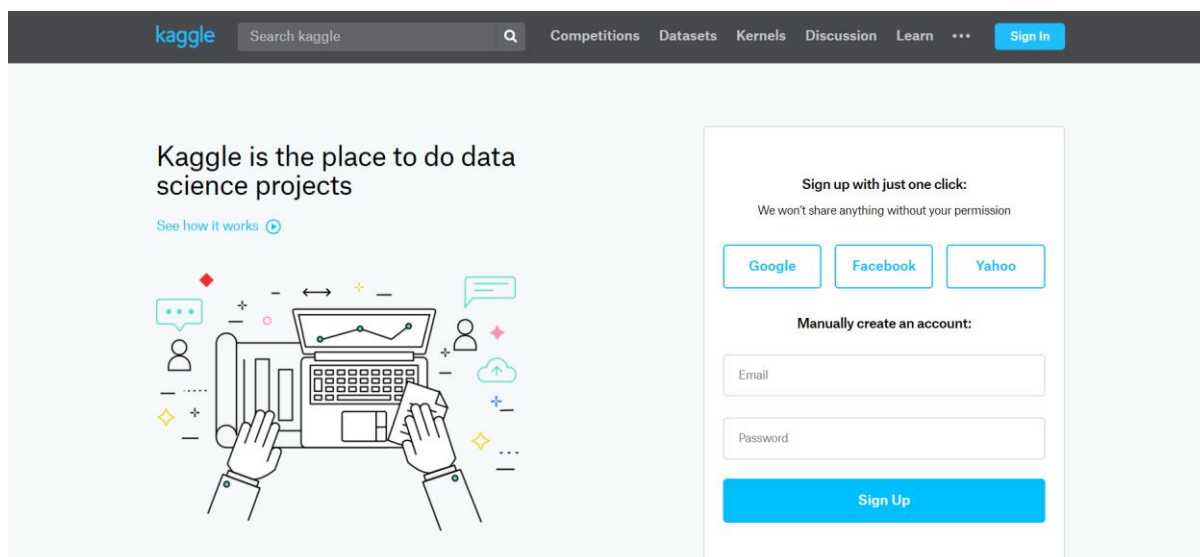 kaggle
Search kaggle
Competitions Datasets Kernels Discussion Learn ••• Sign In
Kaggle is the place to do data
science projects
See how it works
Sign up with just one click:
We won't share anything without your permission
Google Facebook Yahoo
Manually create an account:
Email
Password
Sign Up